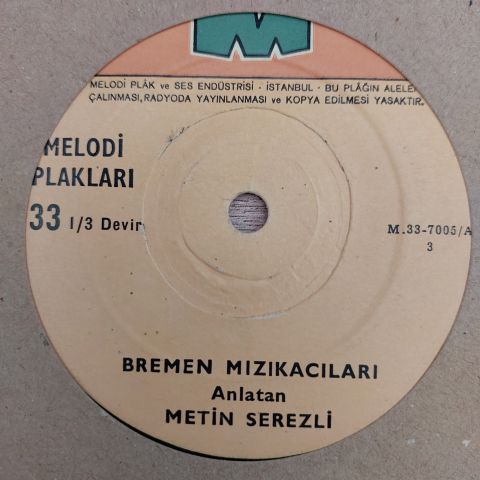 M
MELODİ PLÂK ve SES ENDÜSTRİSİ · İSTANBUL · BU PLÂĞIN ALELE
ÇALINMASI, RADYODA YAYINLANMASI ve KOPYA EDİLMESİ YASAKTIR.
MELODİ
PLAKLARI
33 1/3 Devir
M.33-7005/A
3
BREMEN MIZIKACILARI
Anlatan
METİN SEREZLİ